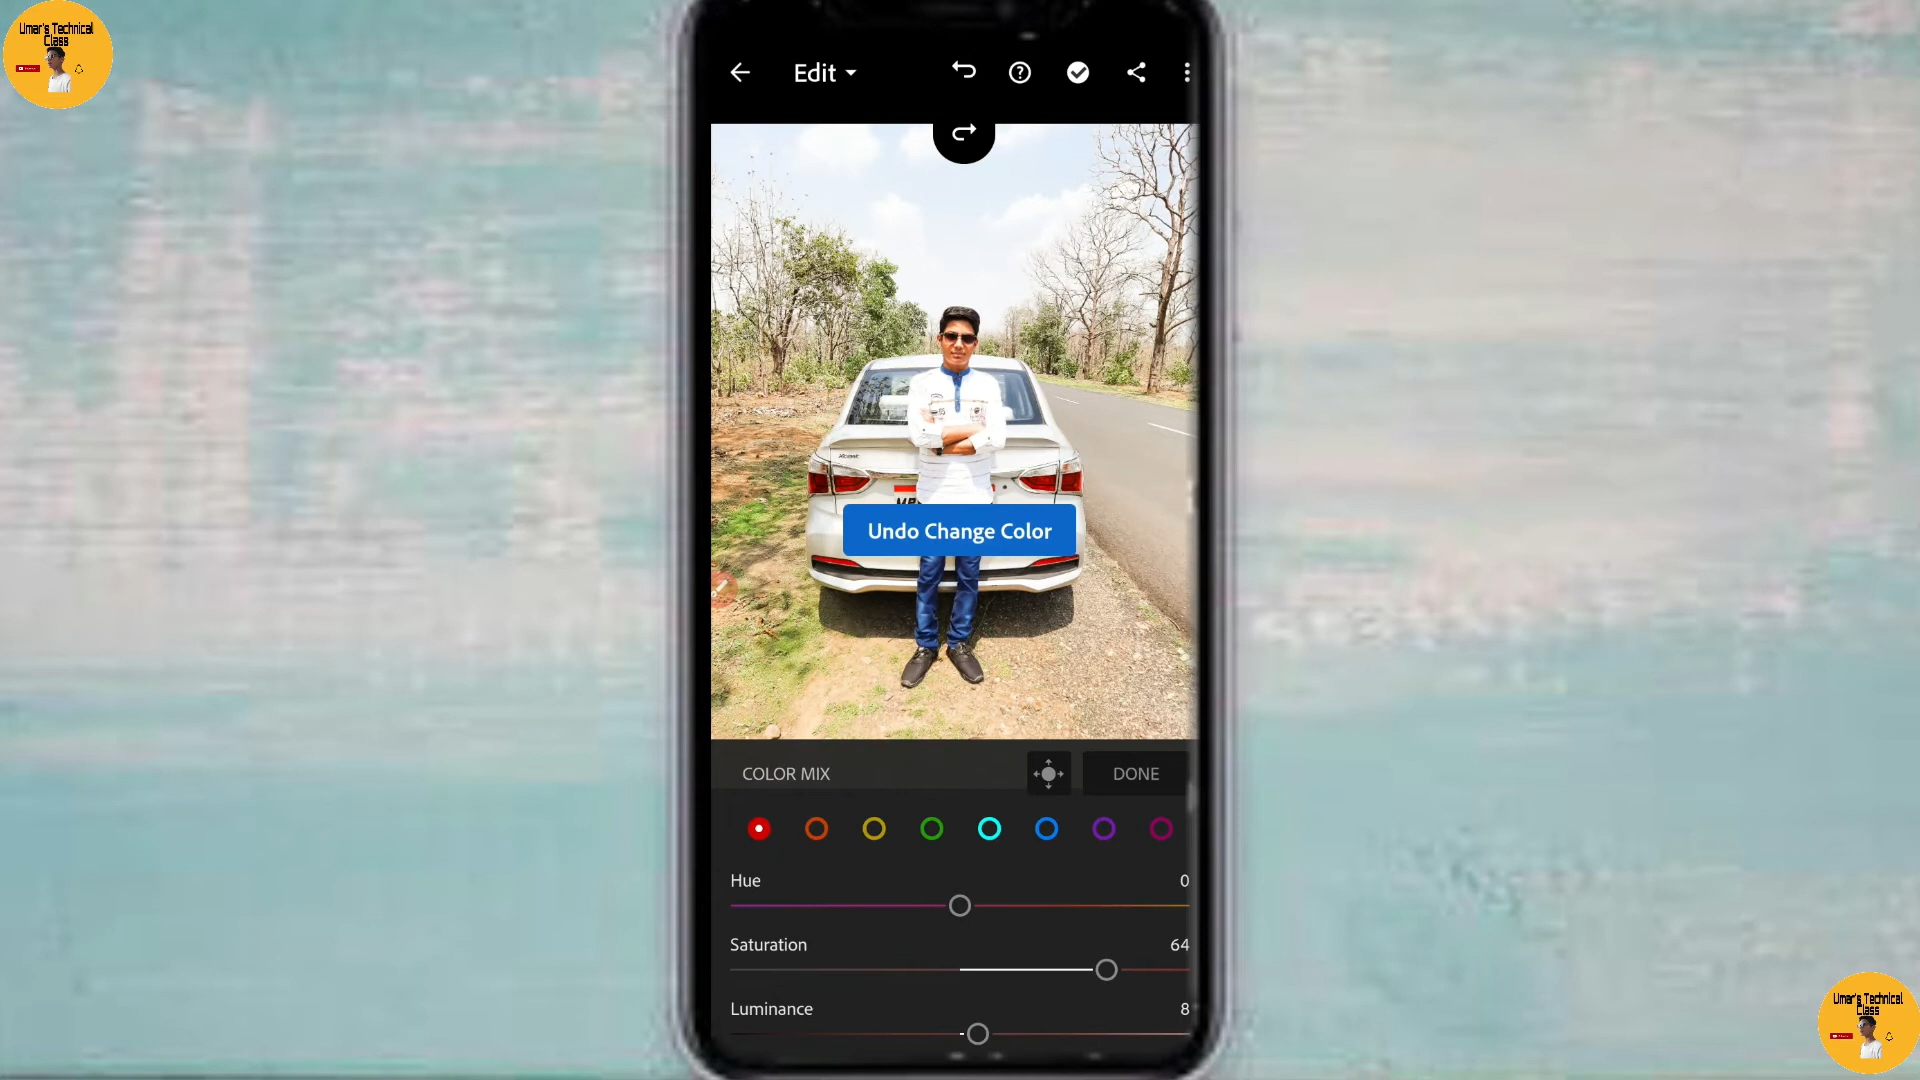 Umar's Technical
Class
Edit
Undo Change Color
COLOR MIX
DONE
Hue
0
Saturation
64
Luminance
8
Umar's Technical
Class